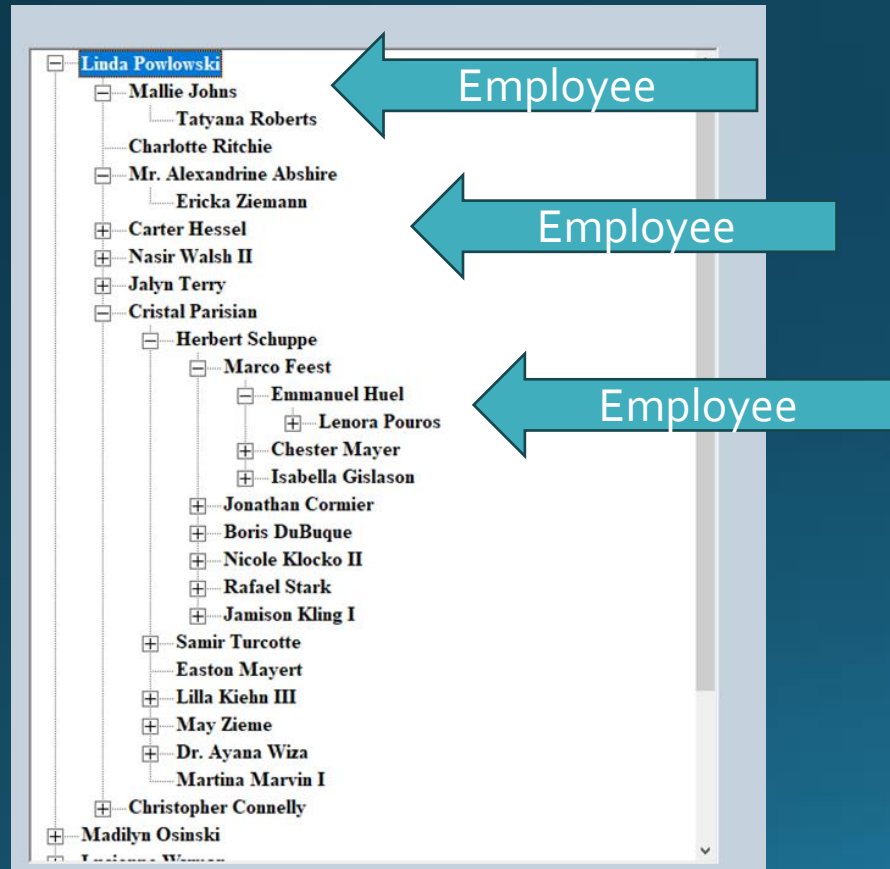 Linda Powlowski
Employee
Mallie Johns
Tatyana Roberts
Charlotte Ritchie
Mr. Alexandrine Abshire
Ericka Ziemann
Carter Hessel
Employee
Nasir Walsh II
Jalyn Terry
Cristal Parisian
Herbert Schuppe
Marco Feest
Emmanuel Huel
Employee
Lenora Pouros
Chester Mayer
Isabella Gislason
Jonathan Cormier
Boris DuBuque
Nicole Klocko II
Rafael Stark
Jamison Kling I
Samir Turcotte
Easton Mayert
Lilla Kiehn III
May Zieme
Dr. Ayana Wiza
Martina Marvin I
Christopher Connelly
Madilyn Osinski